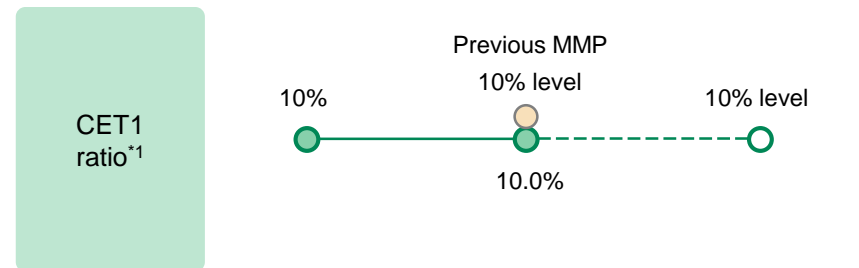 CET1
ratio*1
Previous MMP
10% level
10%
10% level
10.0%